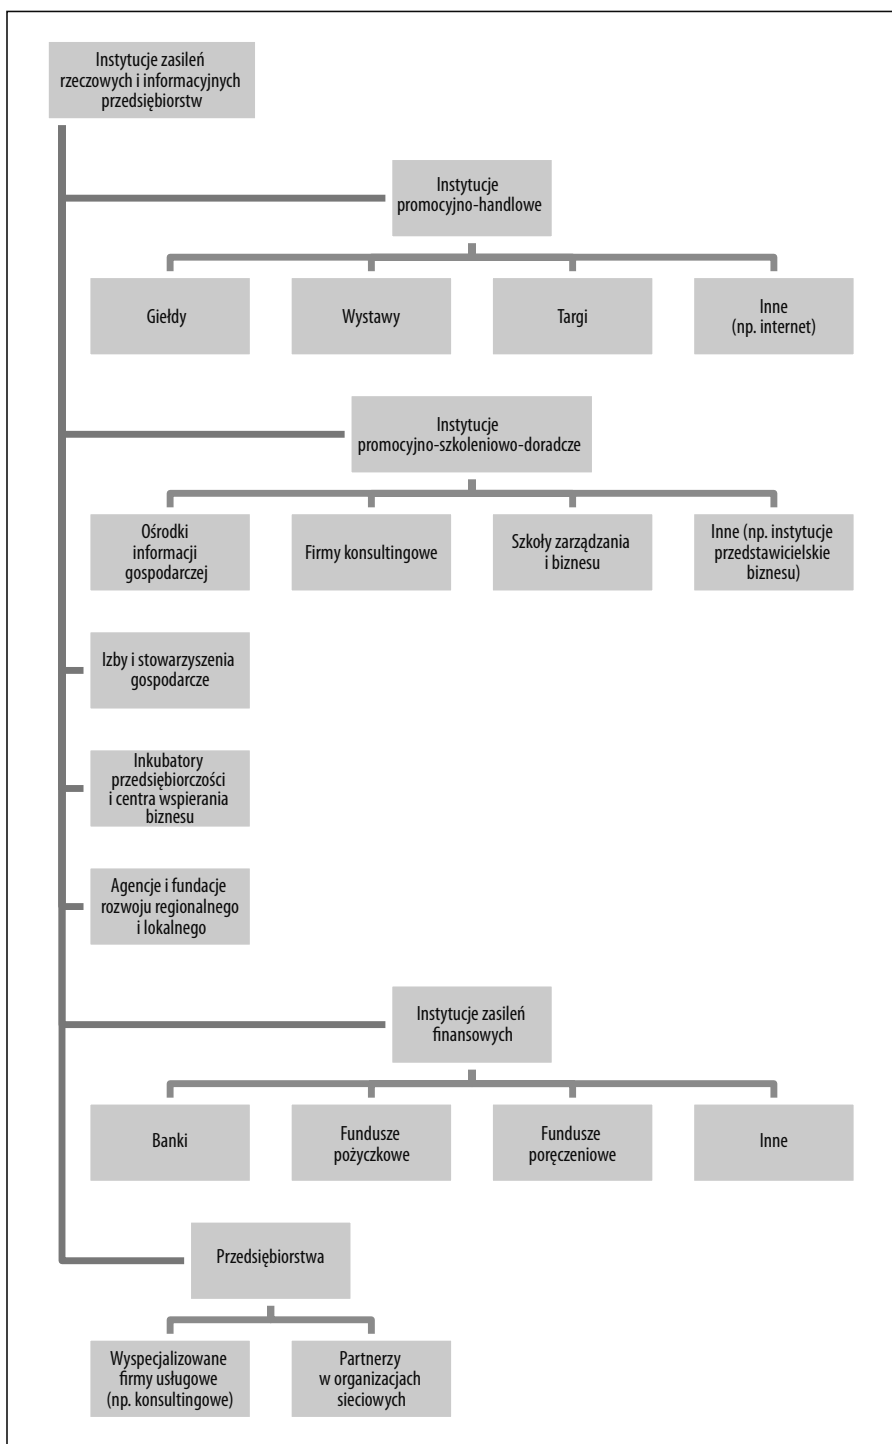 Instytucje zasileń
rzeczowych i informacyjnych
przedsiębiorstw
Instytucje
promocyjno-handlowe
Giełdy
Wystawy
Targi
Inne
(np. internet)
Instytucje
promocyjno-szkoleniowo-doradcze
Ośrodki
informacji
gospodarczej
Firmy konsultingowe
Szkoły zarządzania
i biznesu
Inne (np. instytucje
przedstawicielskie
biznesu)
Izby i stowarzyszenia
gospodarcze
Inkubatory
przedsiębiorczości
i centra wspierania
biznesu
Agencje i fundacje
rozwoju regionalnego
i lokalnego
Instytucje zasileń
finansowych
Banki
Fundusze
pożyczkowe
Fundusze
poręczeniowe
Inne
Przedsiębiorstwa
Wyspecjalizowane
firmy usługowe
(np. konsultingowe)
Partnerzy
w organizacjach
sieciowych